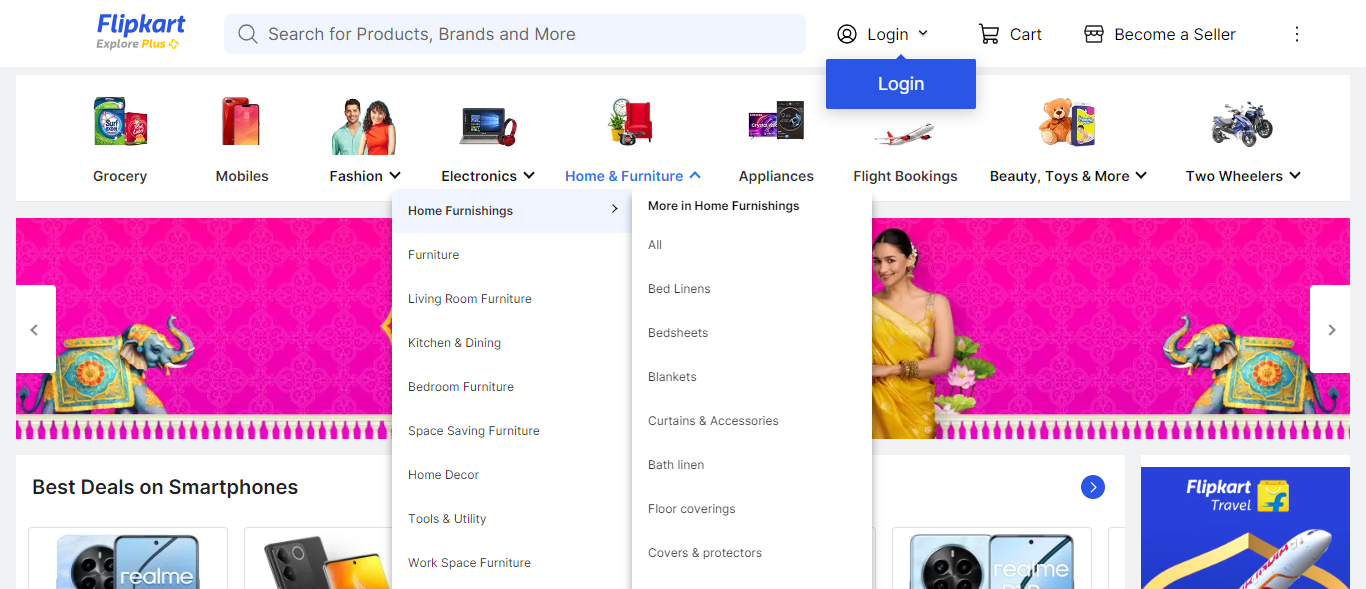 Flipkart
Explore Plus
Search for Products, Brands and More
Login
Cart
Become a Seller
Login
Surf excel
Grocery
Mobiles
Fashion
Electronics
Home & Furniture
Appliances
Flight Bookings
Beauty, Toys & More
Two Wheelers
Home Furnishings
Furniture
Living Room Furniture
Kitchen & Dining
Bedroom Furniture
Space Saving Furniture
Home Decor
Tools & Utility
Work Space Furniture
More in Home Furnishings
All
Bed Linens
Bedsheets
Blankets
Curtains & Accessories
Bath linen
Floor coverings
Covers & protectors
Best Deals on Smartphones
realme
realme
Flipkart
Travel